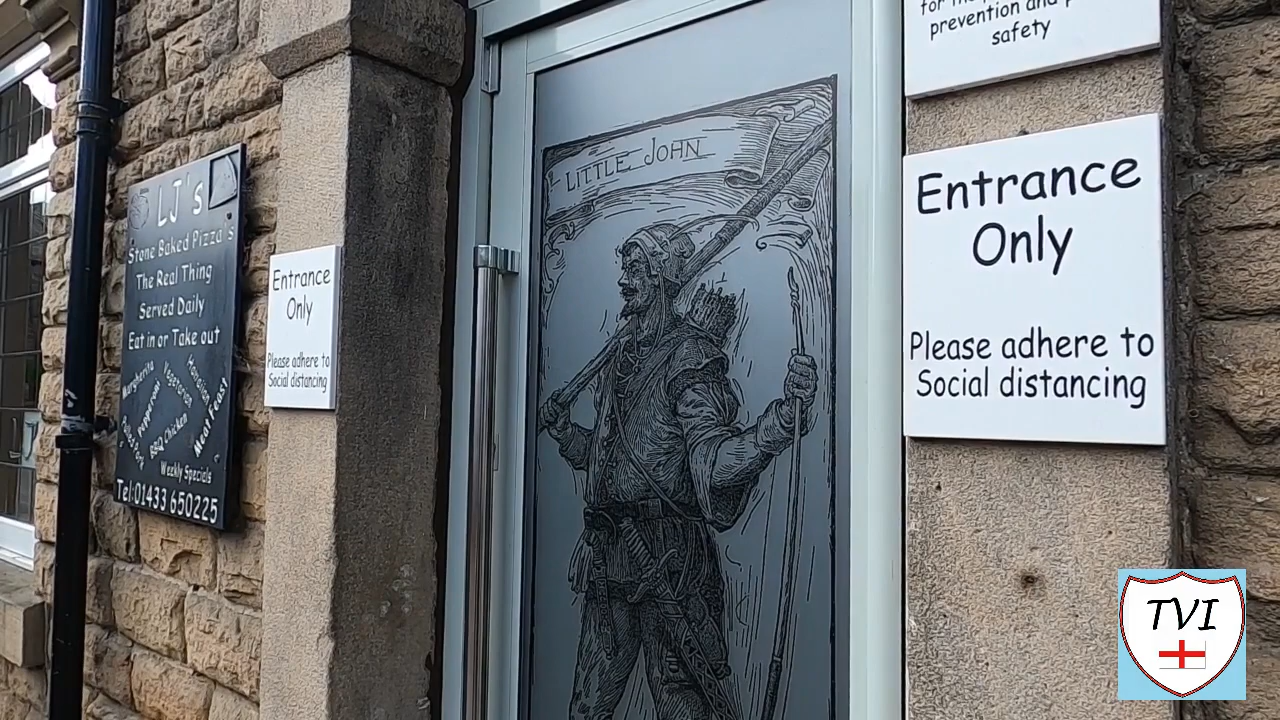 LJ's
Stone Baked Pizza's
The Real Thing
Served Daily
Eat in or Take out
Margherita
Pepperoni
Vegetarian
Hawaiian
BBQ Chicken
Meat Feast
Weekly Specials
Tel:01433 650225
Entrance
Only
Please adhere to
Social distancing
LITTLE JOHN
prevention and
safety
Entrance
Only
Please adhere to
Social distancing
TVI